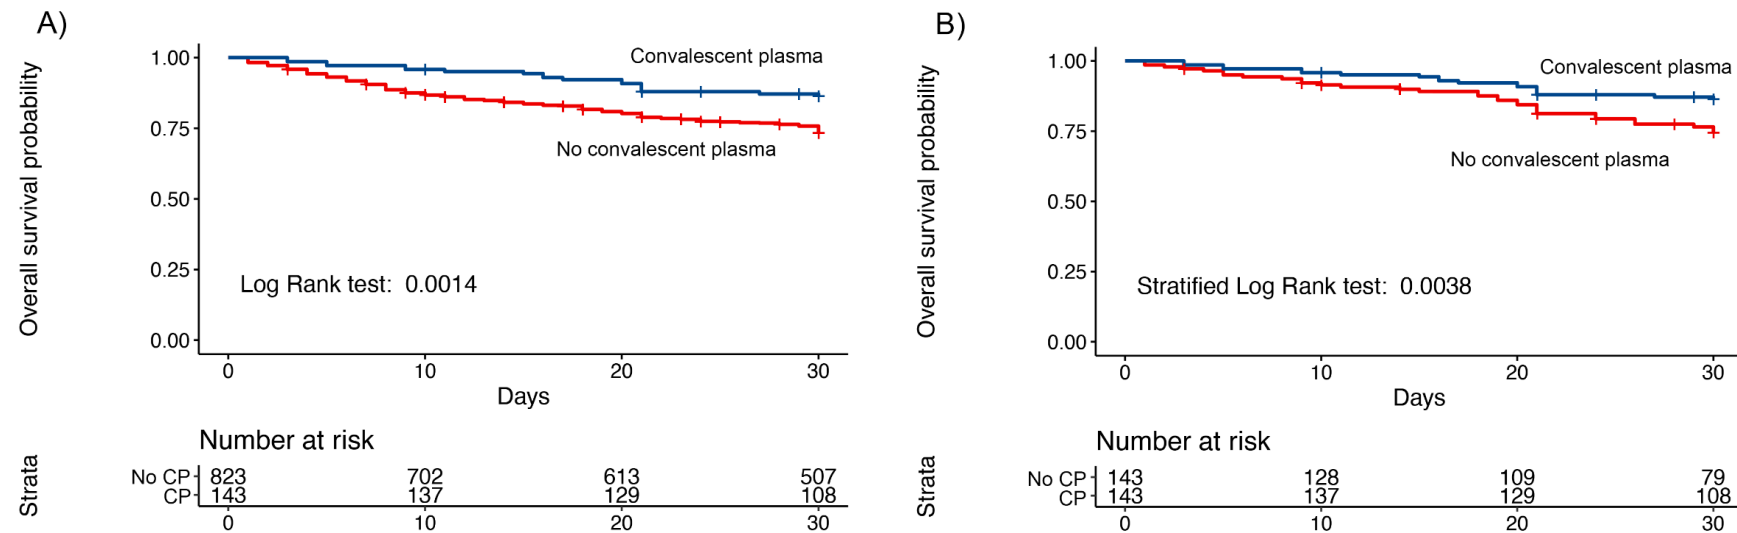 A)
Overall survival probability
1.00
0.75
0.50
0.25
0.00
Convalescent plasma
No convalescent plasma
Log Rank test: 0.0014
0 10 20 30
Days
Number at risk
Strata
No CP 823 702 613 507
CP 143 137 129 108
0 10 20 30
B)
Overall survival probability
1.00
0.75
0.50
0.25
0.00
Convalescent plasma
No convalescent plasma
Stratified Log Rank test: 0.0038
0 10 20 30
Days
Number at risk
Strata
No CP 143 128 109 79
CP 143 137 129 108
0 10 20 30